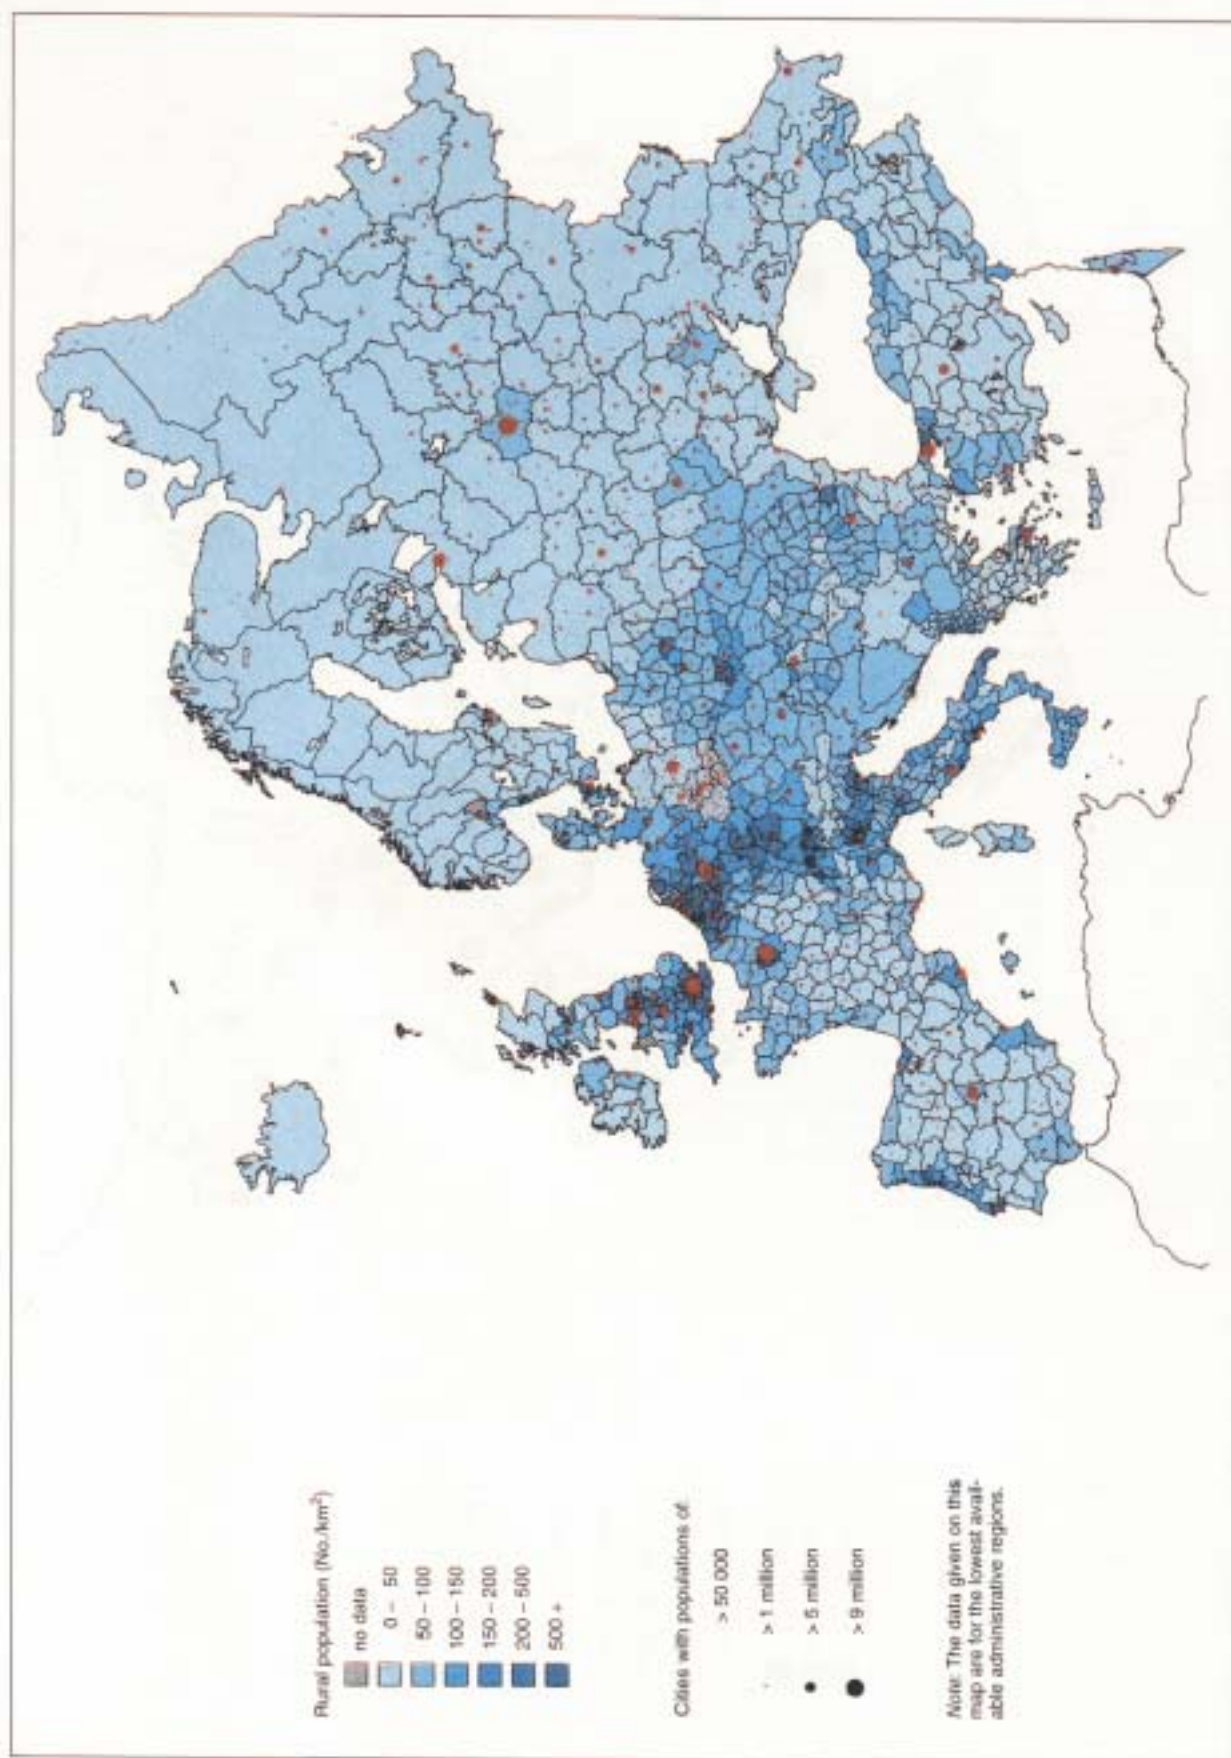 Rural population (No./km²)
no data
0 – 50
50 – 100
100 – 150
150 – 200
200 – 500
500 +
Cities with populations of:
> 50 000
> 1 million
> 5 million
> 9 million
Note: The data given on this
map are for the lowest avail-
able administrative regions.